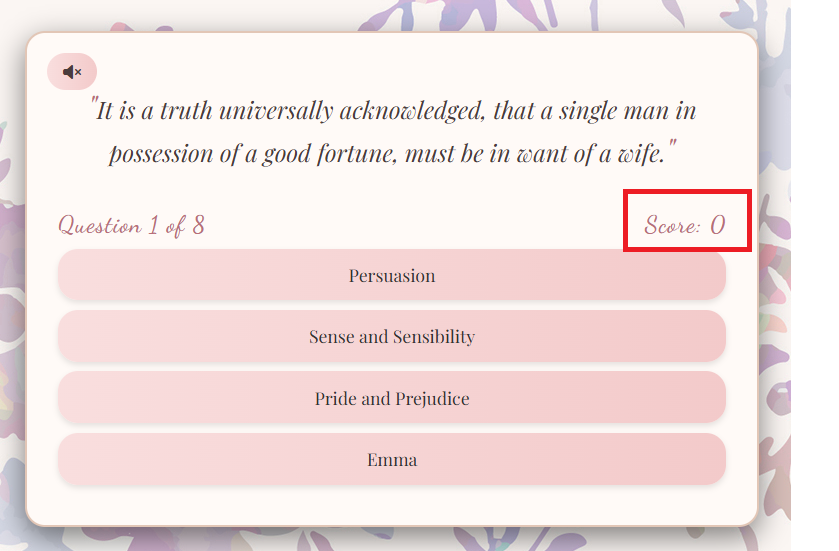 "It is a truth universally acknowledged, that a single man in
possession of a good fortune, must be in want of a wife."
Question 1 of 8
Score: 0
Persuasion
Sense and Sensibility
Pride and Prejudice
Emma